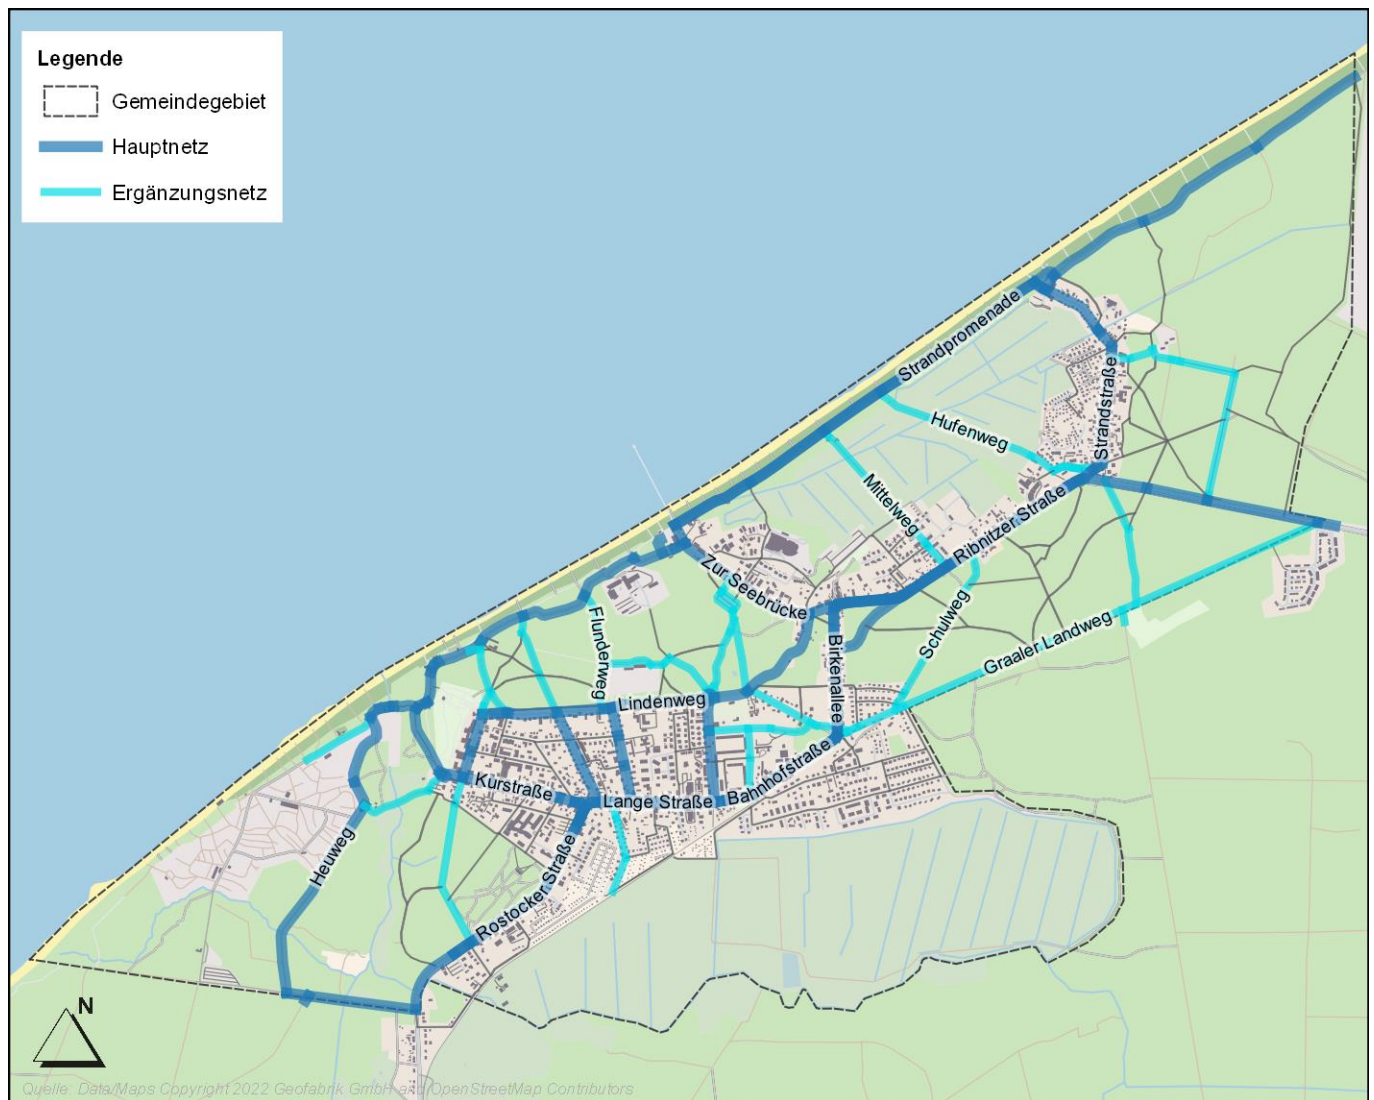 Legende
Gemeindegebiet
Hauptnetz
Ergänzungsnetz
Strandpromenade
Strandstraße
Hufenweg
Mittelweg
Ribnitzer Straße
Zur Seebrücke
Schulweg
Flunderweg
Birkenallee
Graaler Landweg
Lindenweg
Kurstraße
Lange Straße
Bahnhofstraße
Heuweg
Rostocker Straße
N
Quelle: Data/Maps Copyright 2022 Geofabrik GmbH and OpenStreetMap Contributors